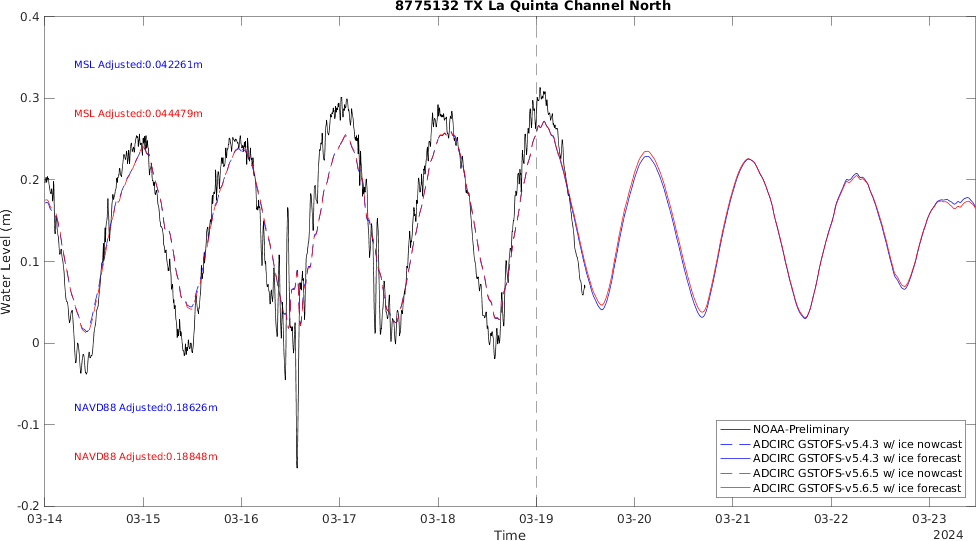 8775132 TX La Quinta Channel North
0.4
0.3
0.2
0.1
0
-0.1
-0.2
Water Level (m)
MSL Adjusted:0.042261m
MSL Adjusted:0.044479m
NAVD88 Adjusted:0.18626m
NAVD88 Adjusted:0.18848m
NOAA-Preliminary
ADCIRC GSTOFS-v5.4.3 w/ ice nowcast
ADCIRC GSTOFS-v5.4.3 w/ ice forecast
ADCIRC GSTOFS-v5.6.5 w/ ice nowcast
ADCIRC GSTOFS-v5.6.5 w/ ice forecast
03-14 03-15 03-16 03-17 03-18 03-19 03-20 03-21 03-22 03-23
Time
2024